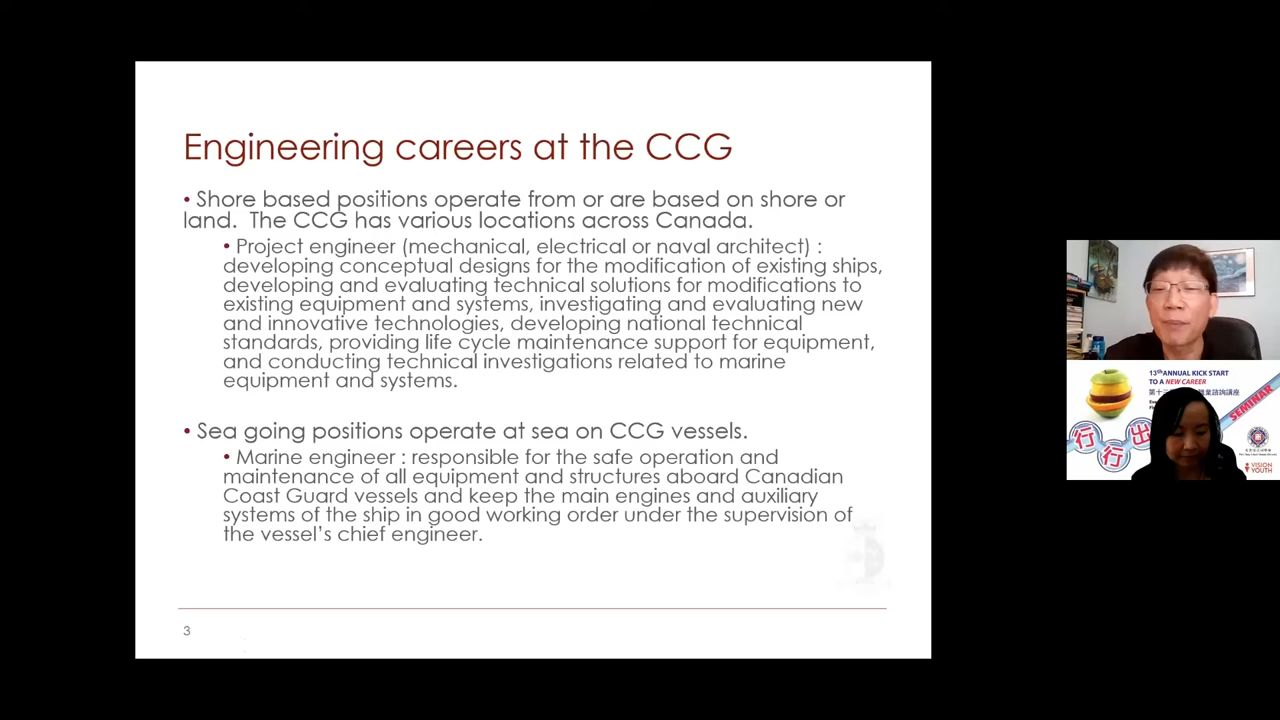 Engineering careers at the CCG
• Shore based positions operate from or are based on shore or
land.  The CCG has various locations across Canada.
• Project engineer (mechanical, electrical or naval architect) :
developing conceptual designs for the modification of existing ships,
developing and evaluating technical solutions for modifications to
existing equipment and systems, investigating and evaluating new
and innovative technologies, developing national technical
standards, providing life cycle maintenance support for equipment,
and conducting technical investigations related to marine
equipment and systems.
• Sea going positions operate at sea on CCG vessels.
• Marine engineer : responsible for the safe operation and
maintenance of all equipment and structures aboard Canadian
Coast Guard vessels and keep the main engines and auxiliary
systems of the ship in good working order under the supervision of
the vessel's chief engineer.
3
13th ANNUAL KICK START
TO A NEW CAREER
行行出
SEMINAR
VISION
YOUTH